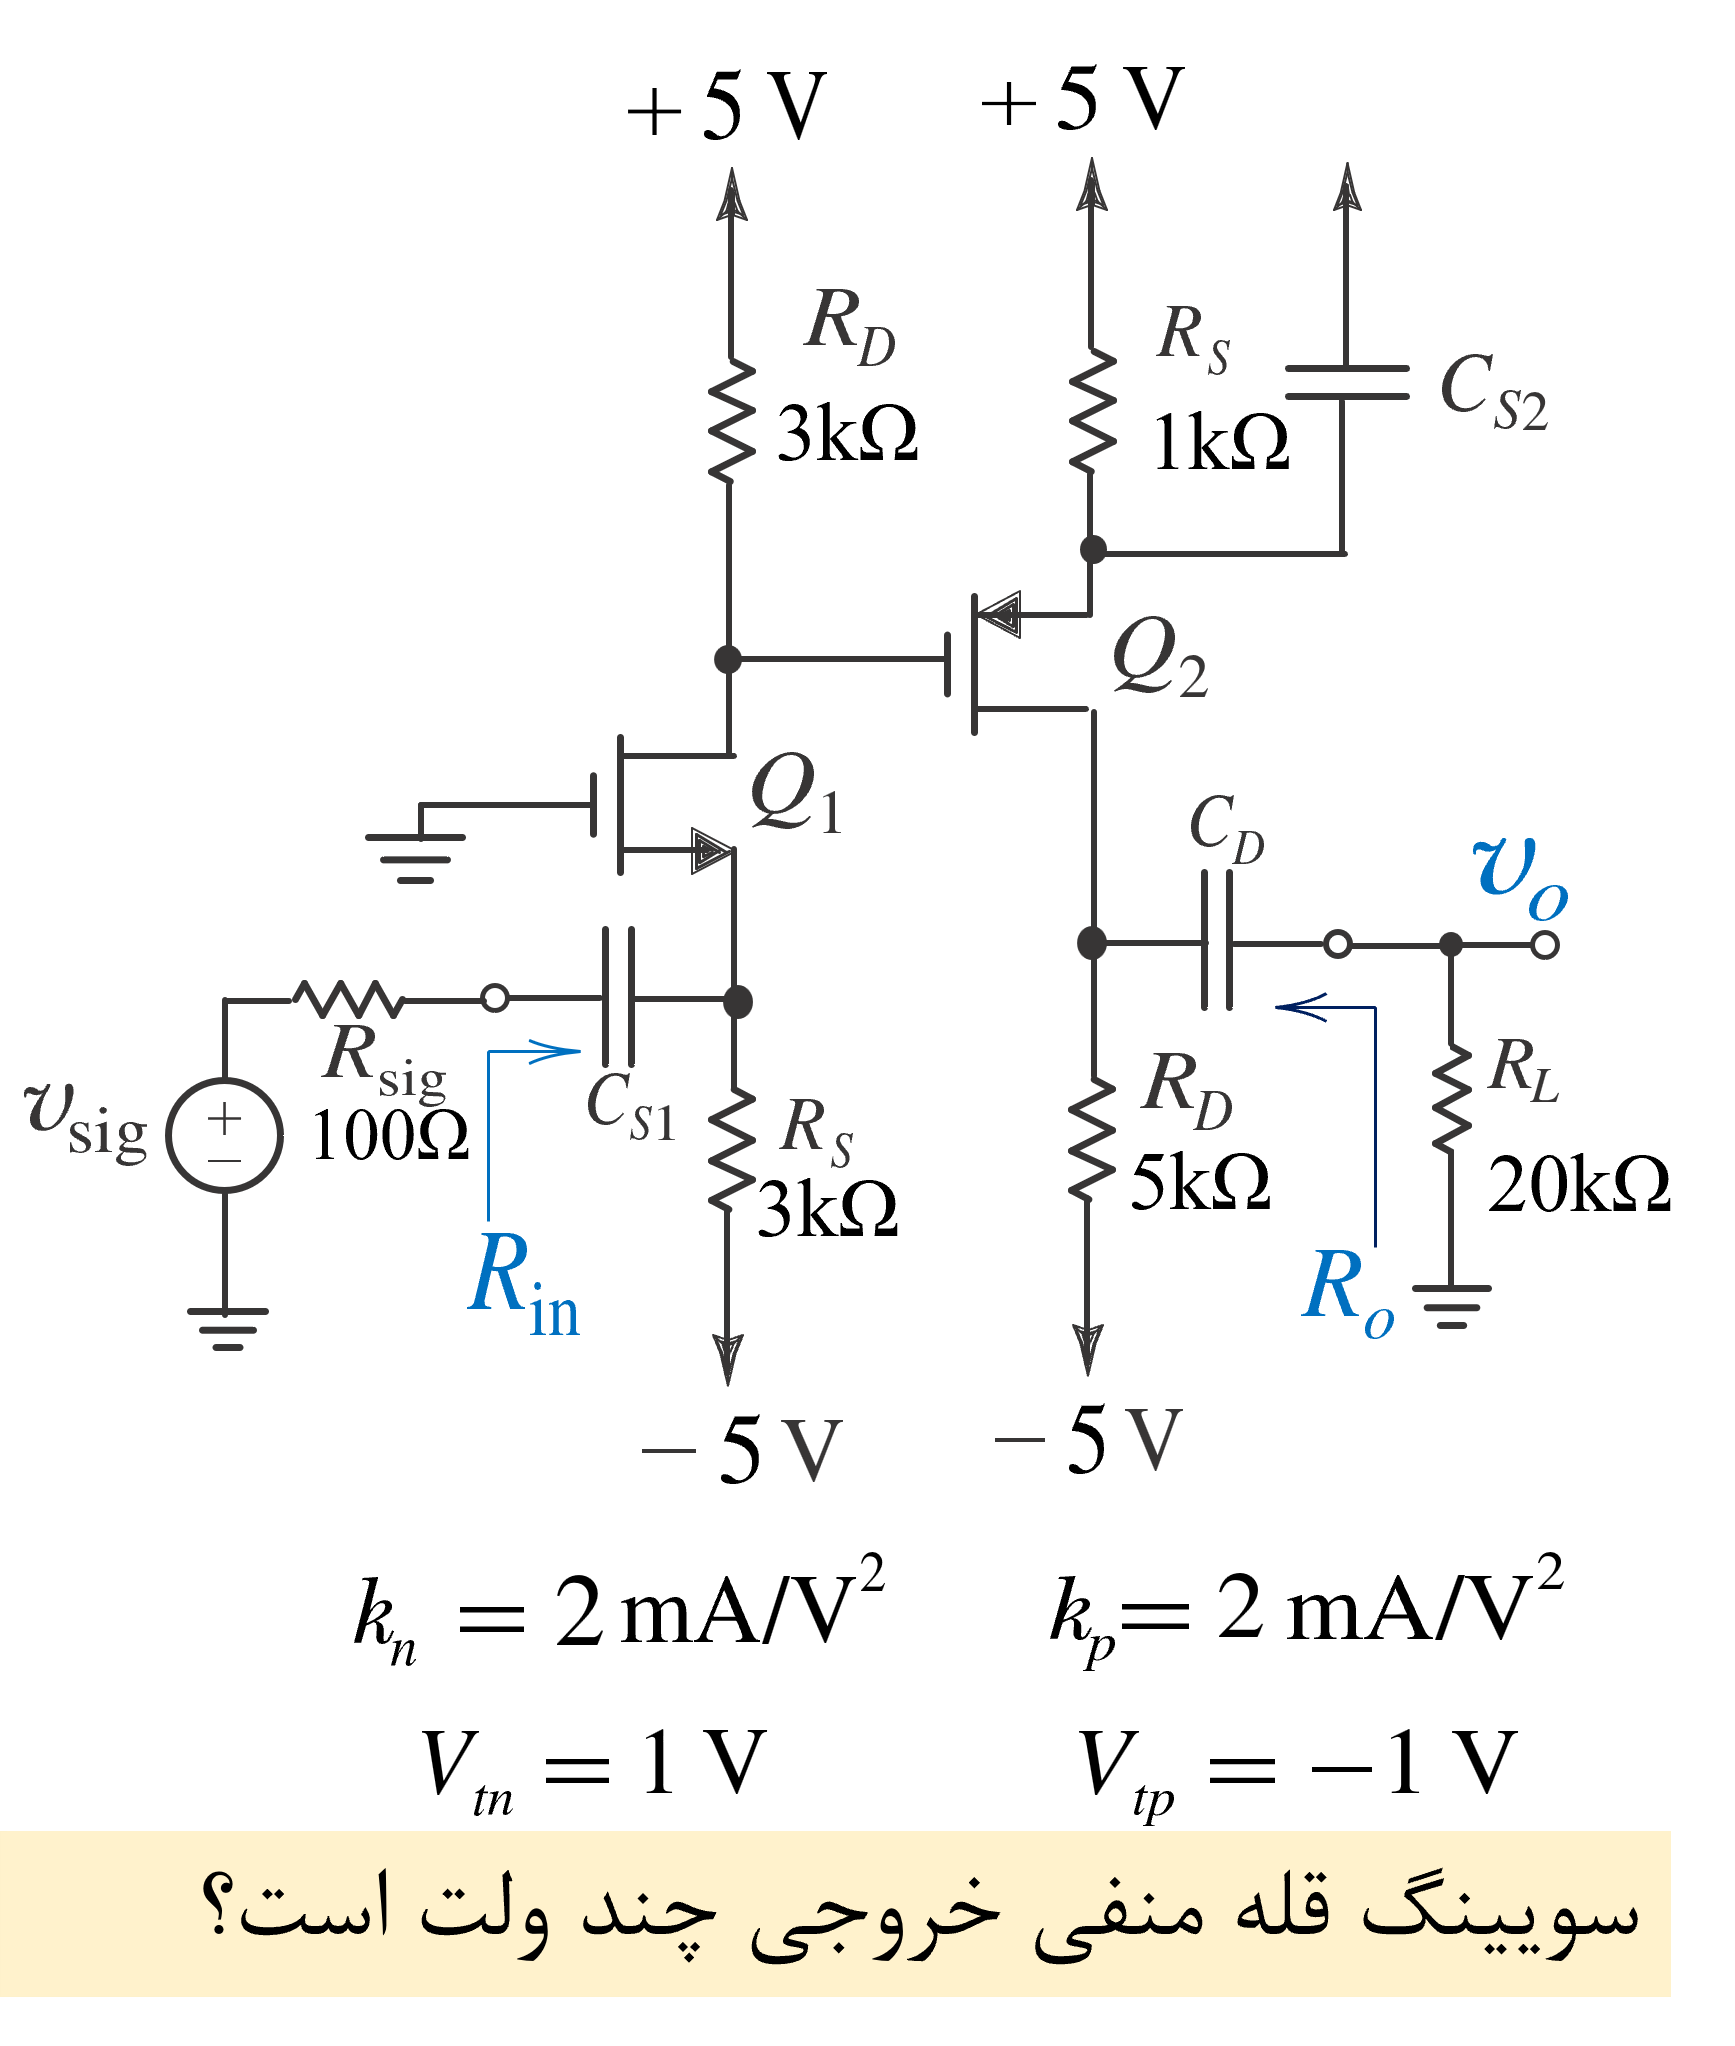 + 5 V
+ 5 V
R_D
3kΩ
R_S
1kΩ
C_S2
Q_2
Q_1
C_D
v_o
R_sig
100Ω
v_sig
+
−
C_S1
R_S
3kΩ
R_D
5kΩ
R_L
20kΩ
R_in
R_o
− 5 V
− 5 V
k_n = 2 mA/V² k_p = 2 mA/V²
V_tn = 1 V V_tp = −1 V
سویینگ قله منفی خروجی چند ولت است؟